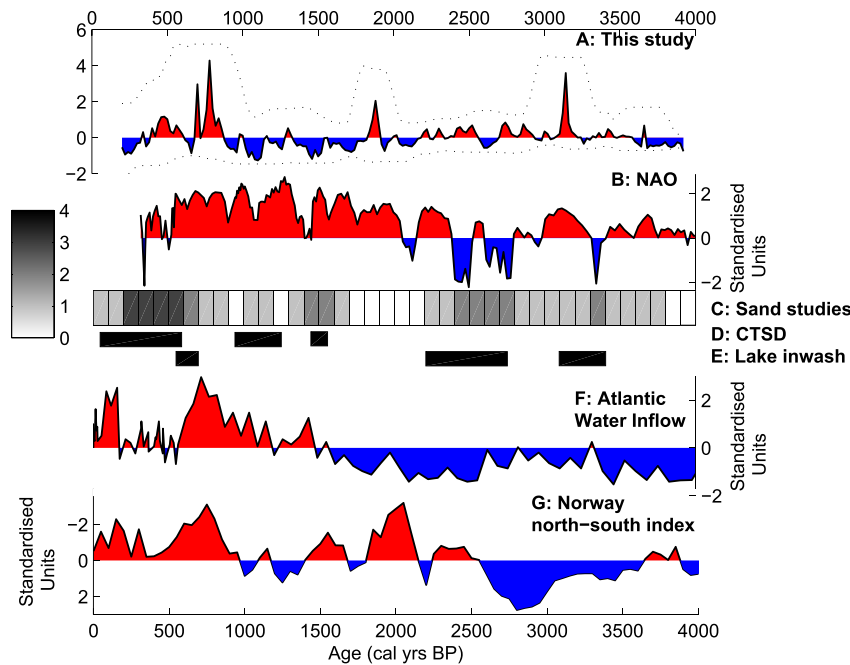 0 500 1000 1500 2000 2500 3000 3500 4000
6
4
2
0
−2
A: This study
B: NAO
2
0
−2
Standardised
Units
4
3
2
1
0
C: Sand studies
D: CTSD
E: Lake inwash
F: Atlantic
Water Inflow
2
0
−2
Standardised
Units
G: Norway
north−south index
Standardised
Units
−2
0
2
0 500 1000 1500 2000 2500 3000 3500 4000
Age (cal yrs BP)